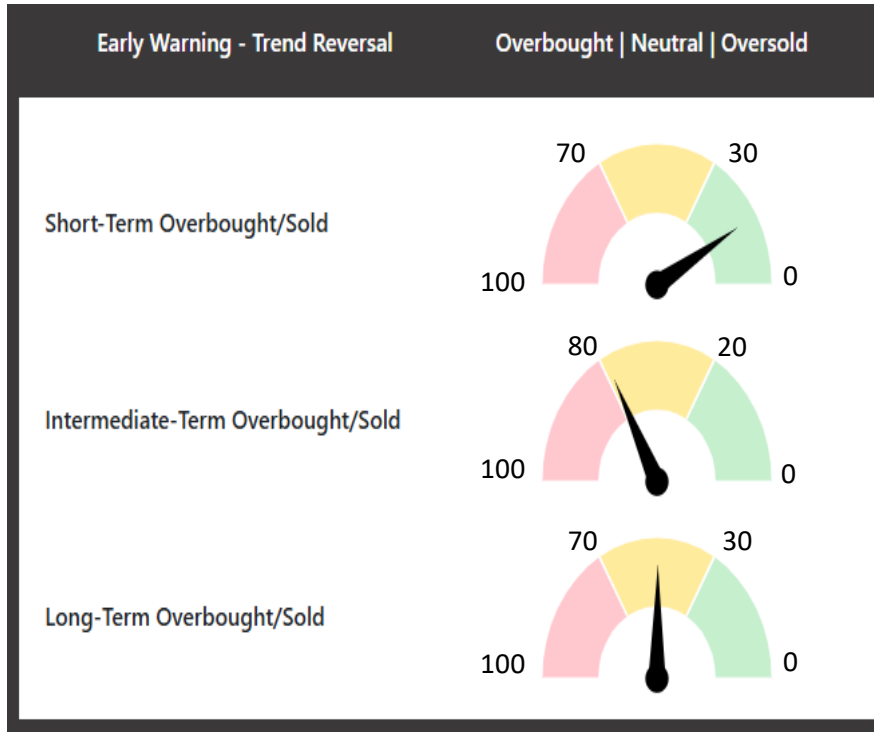 Early Warning - Trend Reversal
Overbought | Neutral | Oversold
Short-Term Overbought/Sold
70
30
100
0
Intermediate-Term Overbought/Sold
80
20
100
0
Long-Term Overbought/Sold
70
30
100
0